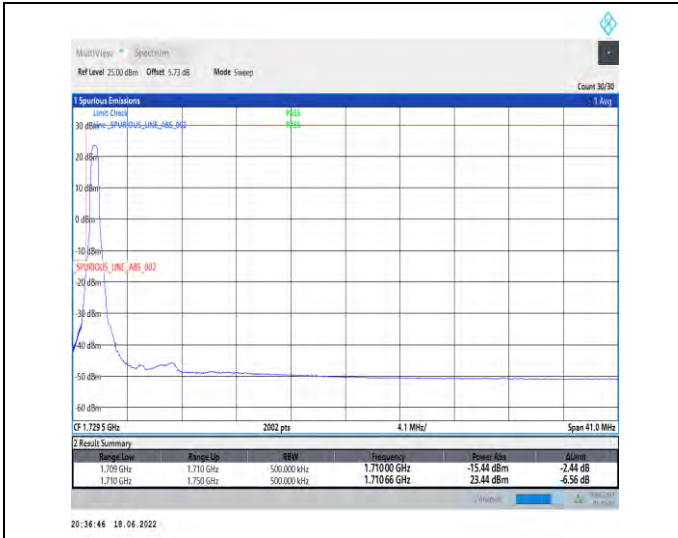 MultiView Spectrum
Ref Level 25.00 dBm Offset 5.73 dB Mode Sweep
Count 30/30
1 Spurious Emissions 1 Avg
Limit Check PASS
Line _SPURIOUS_LINE_ABS_002 PASS
30 dBm
20 dBm
10 dBm
0 dBm
-10 dBm
_SPURIOUS_LINE_ABS_002
-20 dBm
-30 dBm
-40 dBm
-50 dBm
-60 dBm
CF 1.729 5 GHz 2002 pts 4.1 MHz/ Span 41.0 MHz
2 Result Summary
Range Low Range Up RBW Frequency Power Abs ΔLimit
1.709 GHz 1.710 GHz 500.000 kHz 1.71000 GHz -15.44 dBm -2.44 dB
1.710 GHz 1.750 GHz 500.000 kHz 1.71066 GHz 23.44 dBm -6.56 dB
20:36:46 18.06.2022